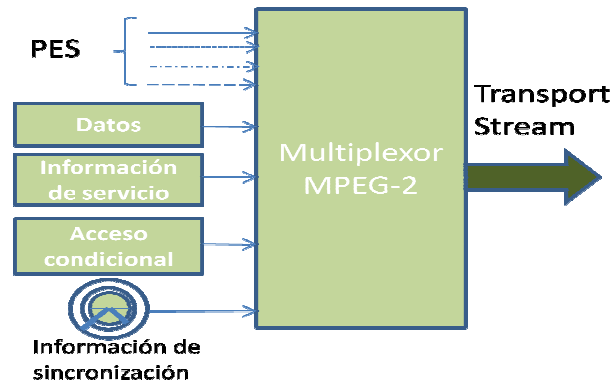 PES
Datos
Información
de servicio
Acceso
condicional
Información de
sincronización
Multiplexor
MPEG-2
Transport
Stream